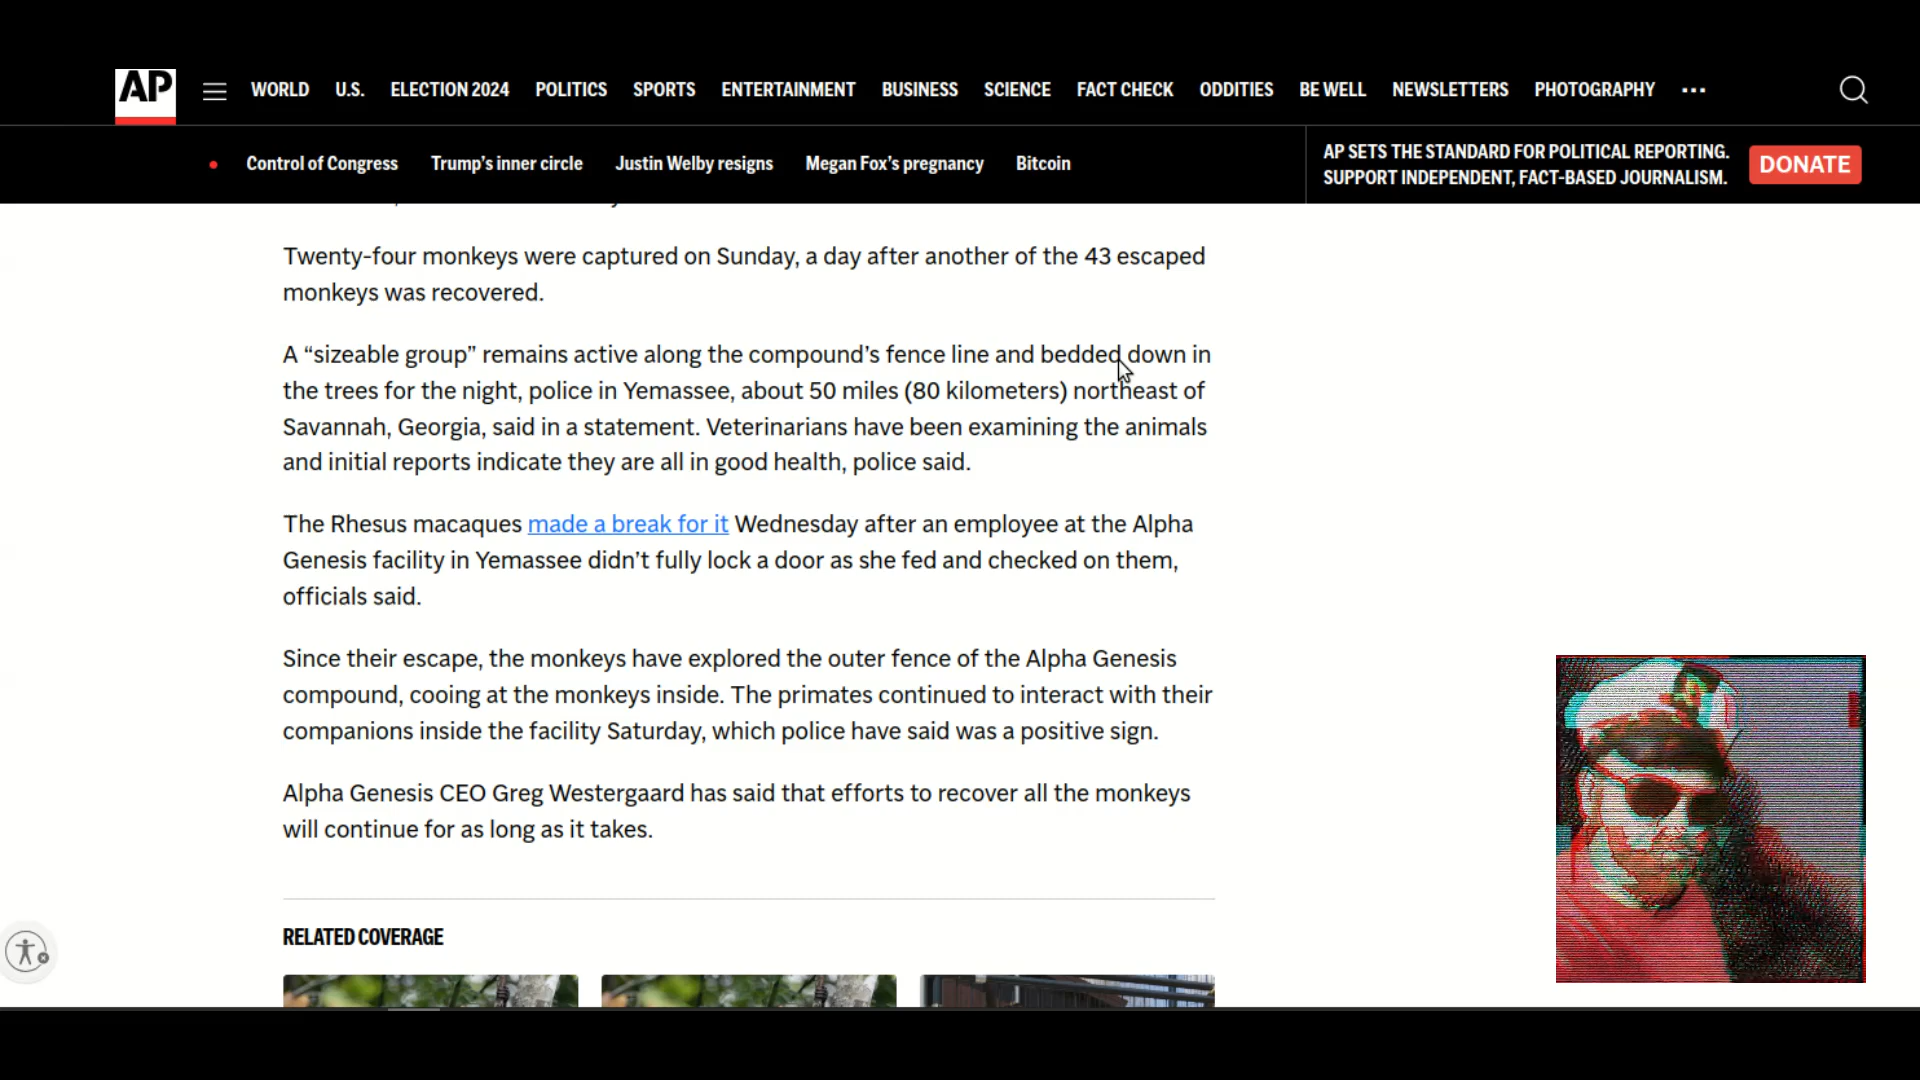 AP
WORLD U.S. ELECTION 2024 POLITICS SPORTS ENTERTAINMENT BUSINESS SCIENCE FACT CHECK ODDITIES BE WELL NEWSLETTERS PHOTOGRAPHY ...
Control of Congress Trump’s inner circle Justin Welby resigns Megan Fox’s pregnancy Bitcoin
AP SETS THE STANDARD FOR POLITICAL REPORTING.
SUPPORT INDEPENDENT, FACT-BASED JOURNALISM.
DONATE
Twenty-four monkeys were captured on Sunday, a day after another of the 43 escaped
monkeys was recovered.
A “sizeable group” remains active along the compound’s fence line and bedded down in
the trees for the night, police in Yemassee, about 50 miles (80 kilometers) northeast of
Savannah, Georgia, said in a statement. Veterinarians have been examining the animals
and initial reports indicate they are all in good health, police said.
The Rhesus macaques made a break for it Wednesday after an employee at the Alpha
Genesis facility in Yemassee didn’t fully lock a door as she fed and checked on them,
officials said.
Since their escape, the monkeys have explored the outer fence of the Alpha Genesis
compound, cooing at the monkeys inside. The primates continued to interact with their
companions inside the facility Saturday, which police have said was a positive sign.
Alpha Genesis CEO Greg Westergaard has said that efforts to recover all the monkeys
will continue for as long as it takes.
RELATED COVERAGE